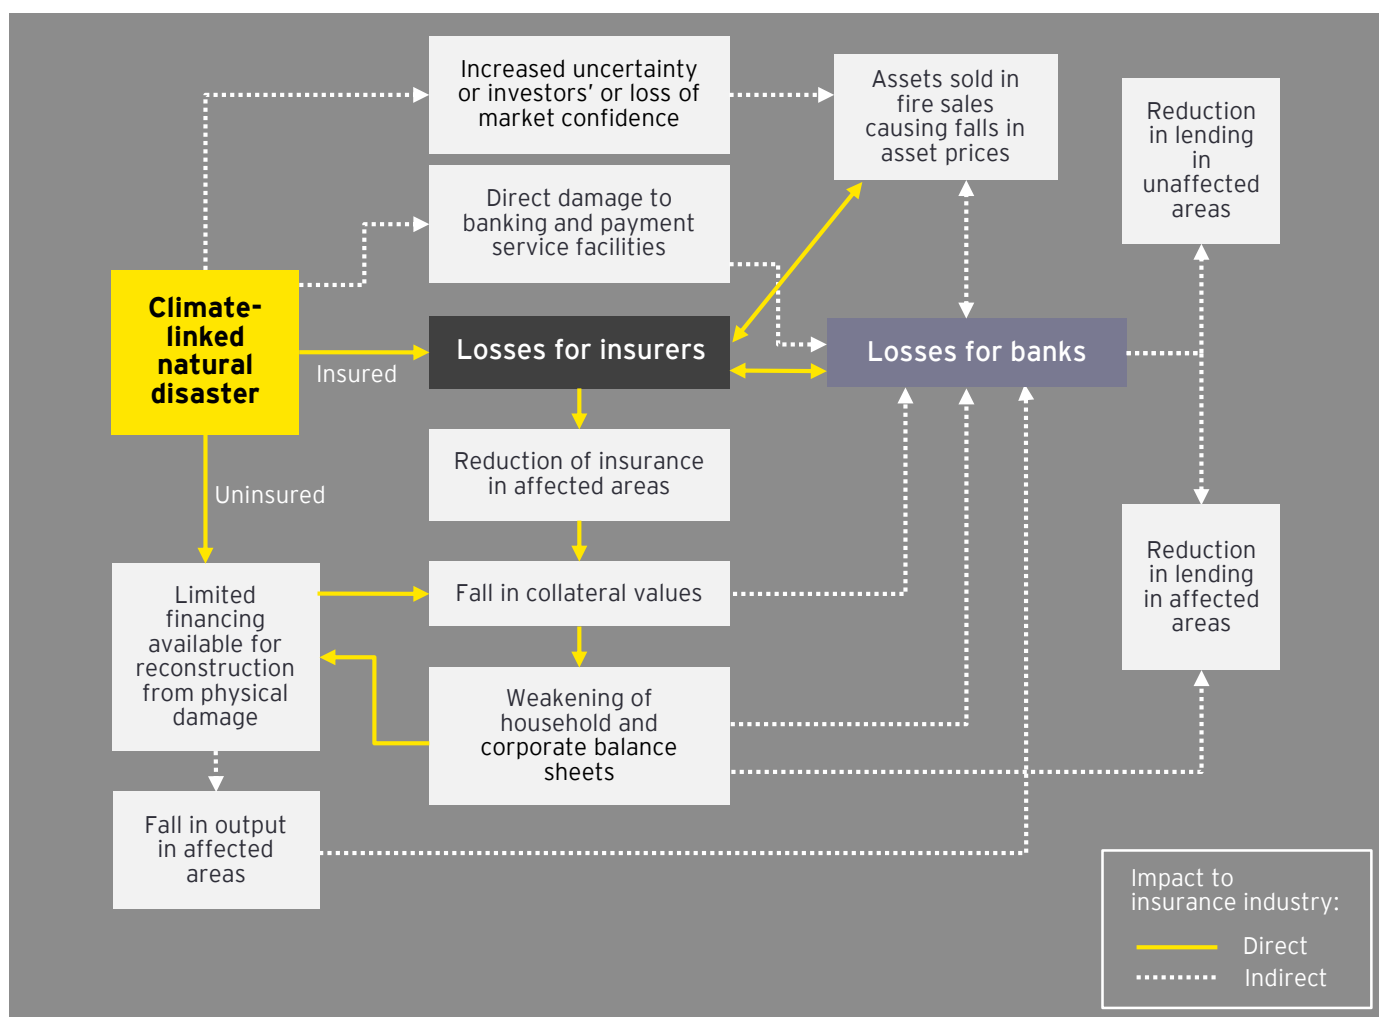 Increased uncertainty
or investors’ or loss of
market confidence
Assets sold in
fire sales
causing falls in
asset prices
Reduction
in lending
in
unaffected
areas
Direct damage to
banking and payment
service facilities
Climate-
linked
natural
disaster
Insured
Losses for insurers
Losses for banks
Uninsured
Reduction of insurance
in affected areas
Reduction
in lending
in affected
areas
Limited
financing
available for
reconstruction
from physical
damage
Fall in collateral values
Weakening of
household and
corporate balance
sheets
Fall in output
in affected
areas
Impact to
insurance industry:
Direct
Indirect